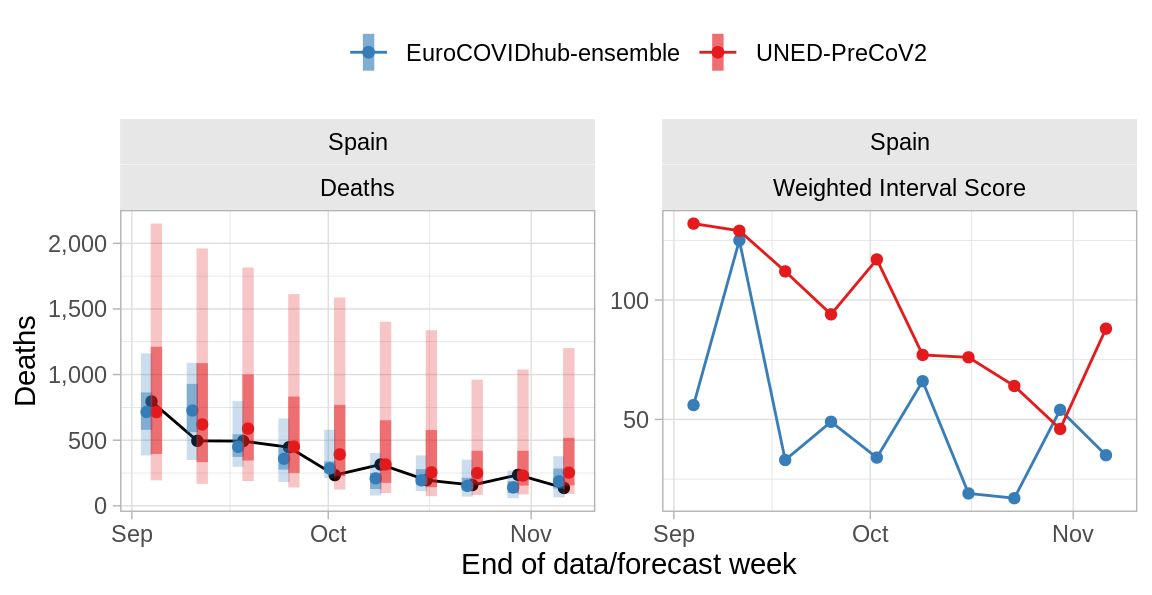 EuroCOVIDhub-ensemble UNED-PreCoV2
Spain
Deaths
Spain
Weighted Interval Score
Deaths
2,000
1,500
1,000
500
0
Sep Oct Nov
100
50
Sep Oct Nov
End of data/forecast week